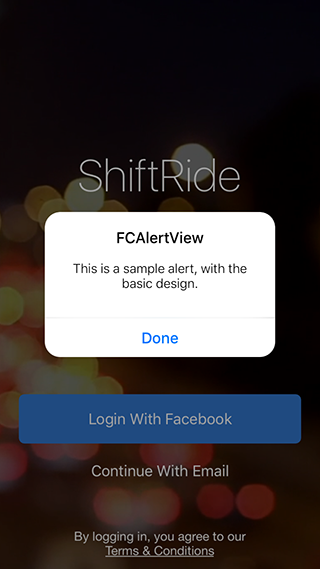 ShiftRide
FCAlertView
This is a sample alert, with the
basic design.
Done
Login With Facebook
Continue With Email
By logging in, you agree to our
Terms & Conditions